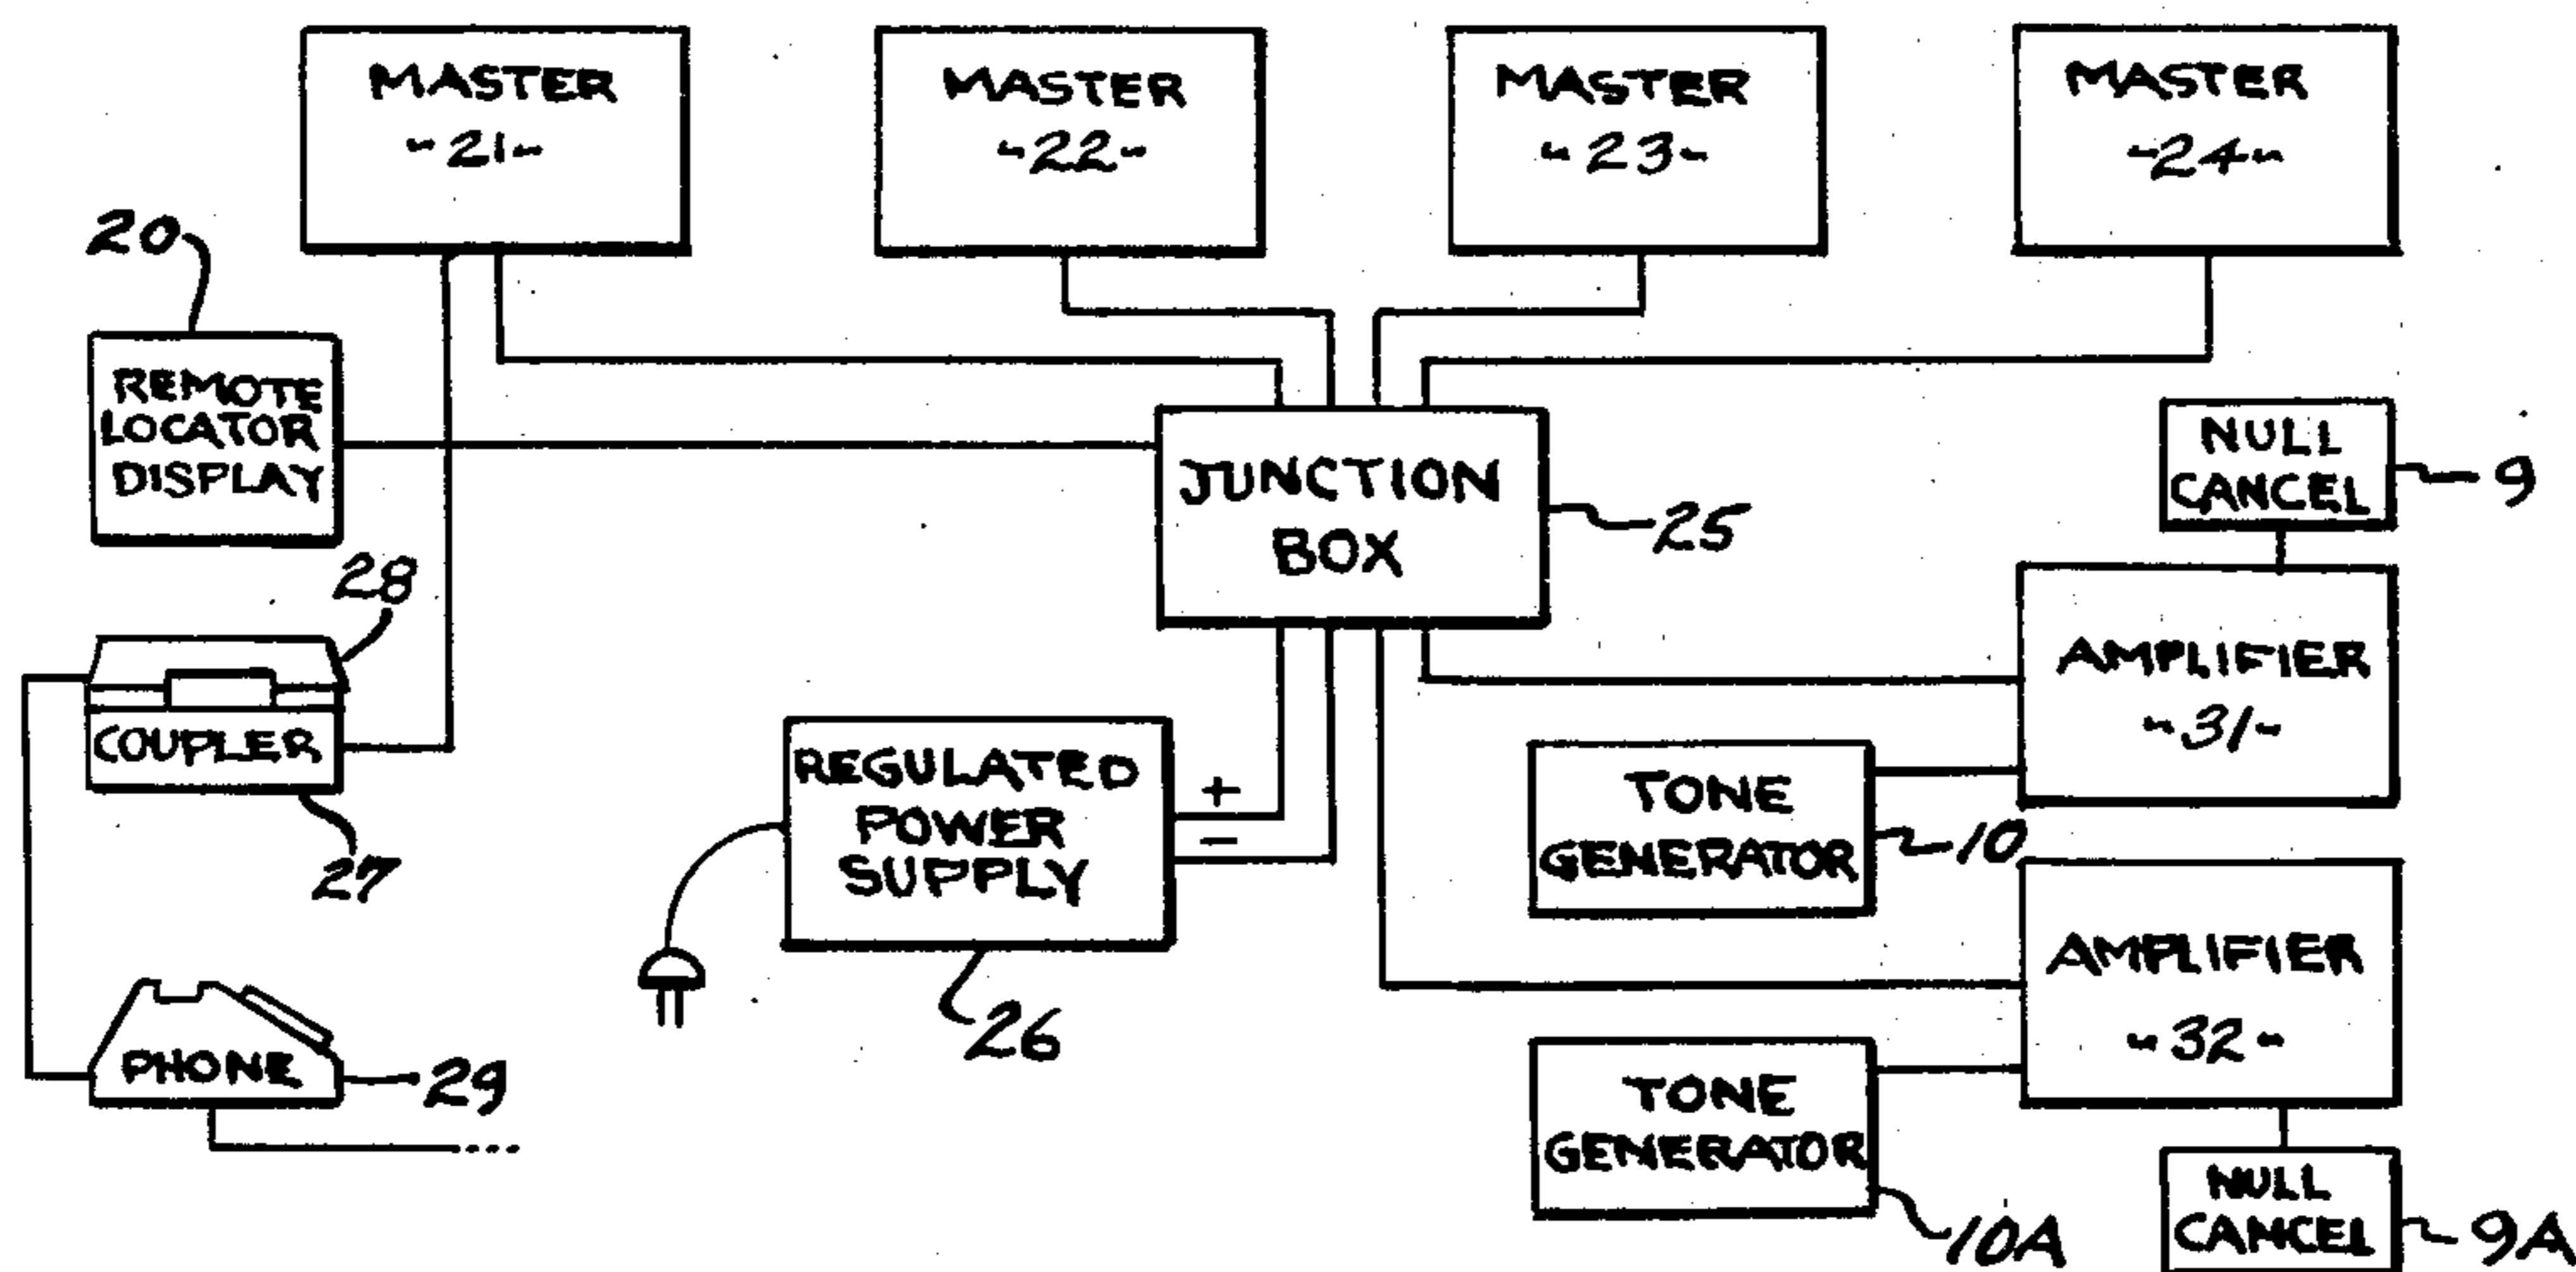 MASTER
-21-
MASTER
-22-
MASTER
-23-
MASTER
-24-
20
REMOTE
LOCATOR
DISPLAY
JUNCTION
BOX
25
NULL
CANCEL
9
28
COUPLER
27
AMPLIFIER
-31-
REGULATED
POWER
SUPPLY
+
-
26
TONE
GENERATOR
10
AMPLIFIER
-32-
PHONE
29
TONE
GENERATOR
10A
NULL
CANCEL
9A